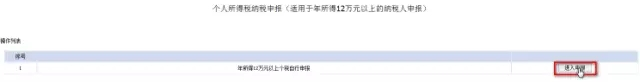 个人所得税纳税申报（适用于年所得12万元以上的纳税人申报）
操作列表
序号
1 年所得12万元以上个税自行申报 进入申报